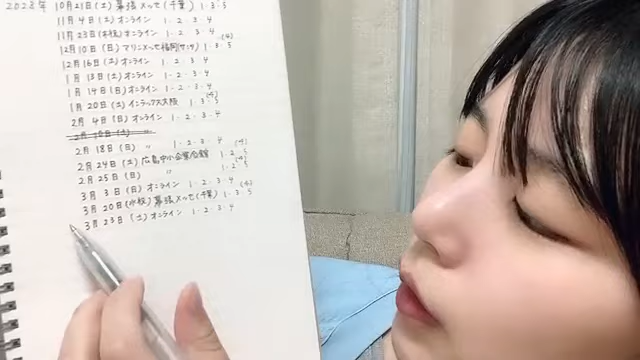 2023年 10月21日(土) 幕張メッセ(千葉) 1・3・5
11月4日(土) オンライン 1・2・3・4
11月23日(木祝) オンライン 1・2 3・4
12月10日(日) マリンメッセ福岡 1・3・5
12月16日(土) オンライン 1・2・3・4
1月13日(土) オンライン 1・2・3・4
1月14日(日) オンライン 1・2・3・4
1月20日(土) インテックス大阪 1・3・5
2月4日(日) オンライン 1・2・3・4
2月18日(日) 〃 1・2・3・4
2月24日(土) 広島中小企業会館 1・2・5
2月25日(日) 〃 1・2・5
3月3日(日) オンライン 1・2・3・4
3月20日(水祝) 幕張メッセ(千葉) 1・3・5
3月23日(土) オンライン 1・2・3・4